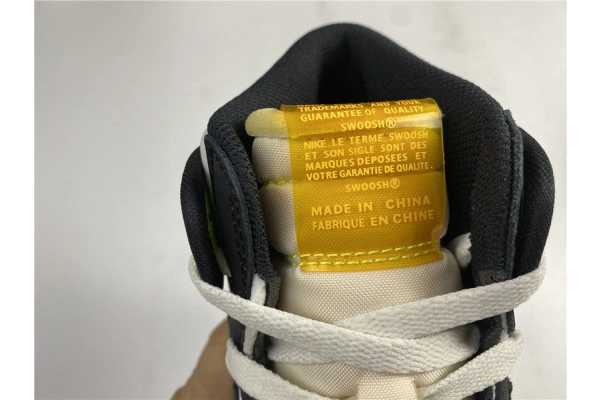 TRADEMARKS AND YOUR
GUARANTEE OF QUALITY
SWOOSH®
NIKE. LE TERME SWOOSH
ET SON SIGLE SONT DES
MARQUES DEPOSEES ET
VOTRE GARANTIE DE QUALITE.
SWOOSH®
MADE IN CHINA
FABRIQUE EN CHINE